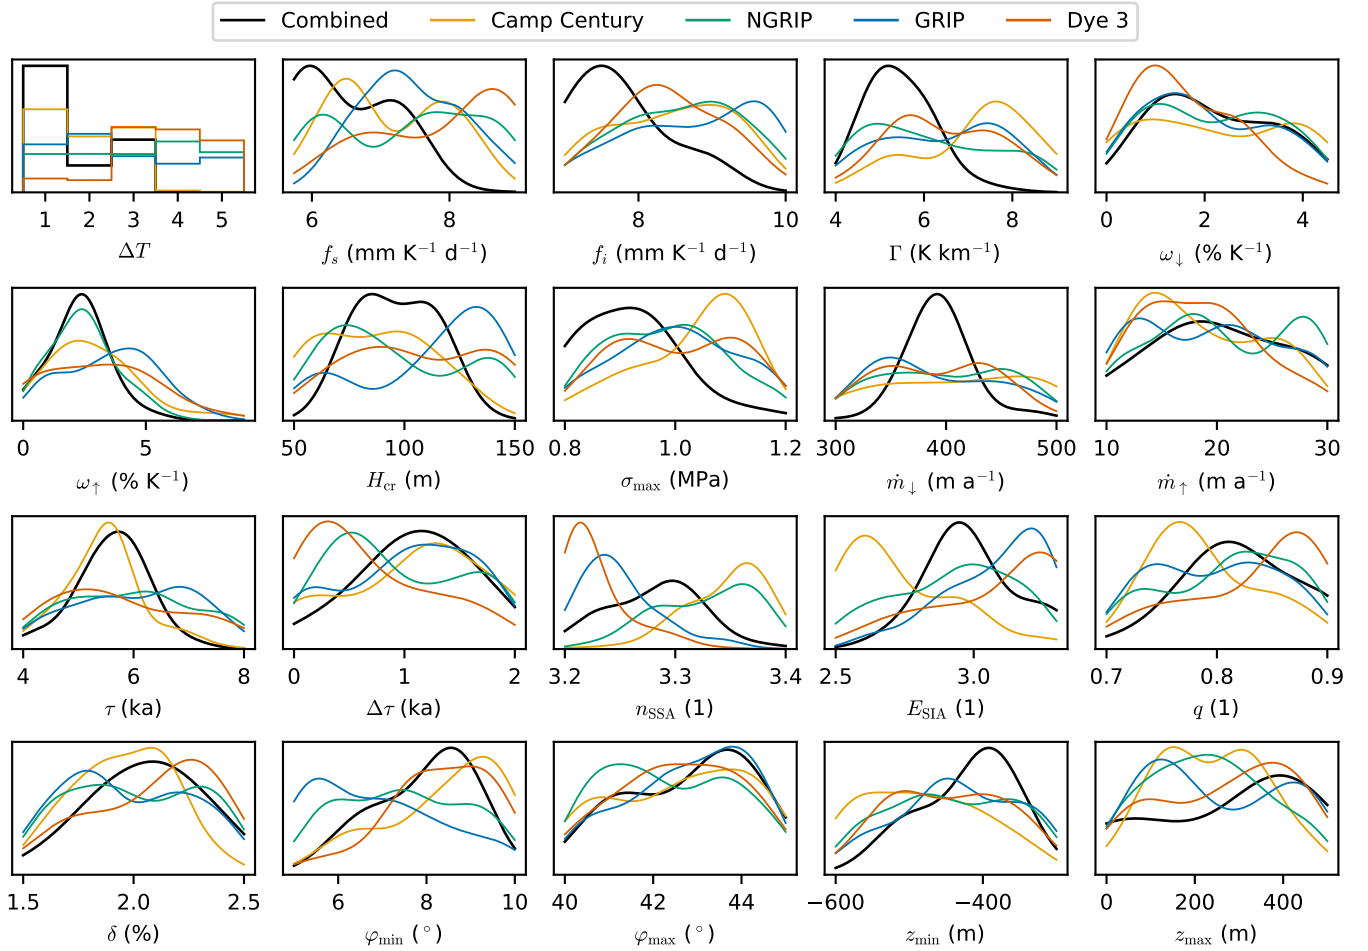 Combined Camp Century NGRIP GRIP Dye 3
1 2 3 4 5 6 8 8 10 4 6 8 0 2 4
ΔT f_s (mm K⁻¹ d⁻¹) f_i (mm K⁻¹ d⁻¹) Γ (K km⁻¹) ω↓ (% K⁻¹)
0 5 50 100 150 0.8 1.0 1.2 300 400 500 10 20 30
ω↑ (% K⁻¹) H_cr (m) σ_max (MPa) ṁ↓ (m a⁻¹) ṁ↑ (m a⁻¹)
4 6 8 0 1 2 3.2 3.3 3.4 2.5 3.0 0.7 0.8 0.9
τ (ka) Δτ (ka) n_SSA (1) E_SIA (1) q (1)
1.5 2.0 2.5 6 8 10 40 42 44 −600 −400 0 200 400
δ (%) φ_min (°) φ_max (°) z_min (m) z_max (m)